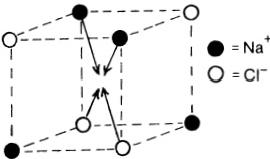 = Na⁺
= Cl⁻